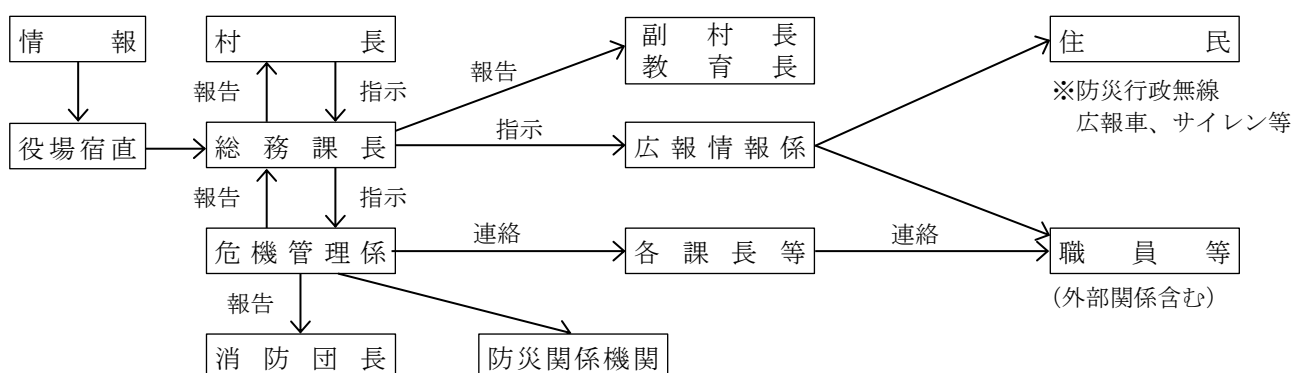 情報
村長
副村長
教育長
住民
報告
報告
指示
※防災行政無線
広報車、サイレン等
役場宿直
総務課長
指示
広報情報係
報告
指示
危機管理係
連絡
各課長等
連絡
職員等
(外部関係含む)
報告
消防団長
防災関係機関